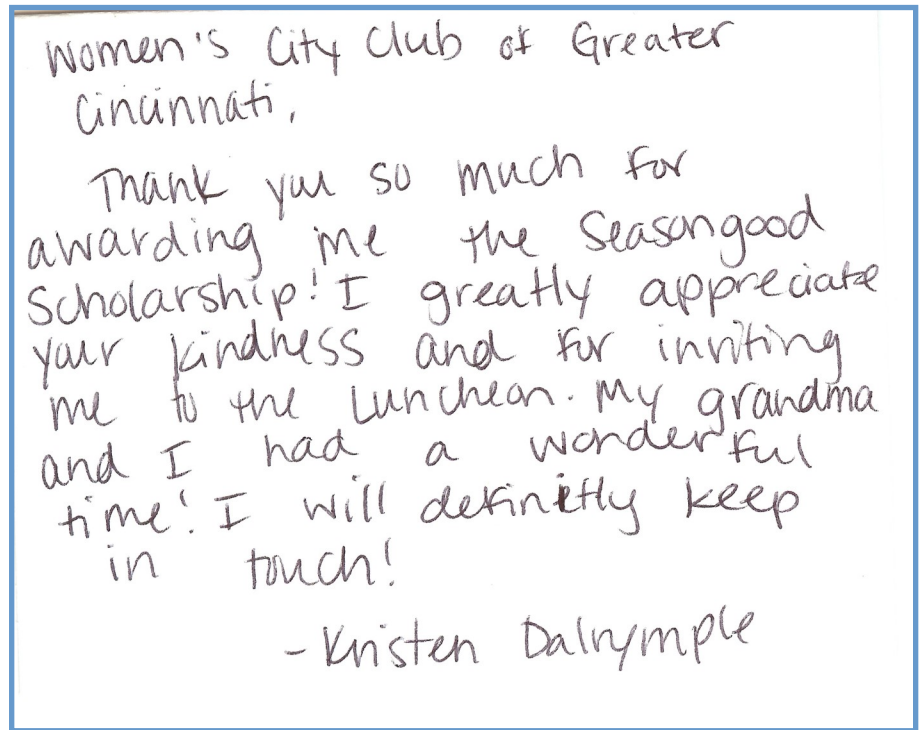 Women's City Club of Greater
Cincinnati,
Thank you so much for
awarding me the Seasongood
Scholarship! I greatly appreciate
your kindness and for inviting
me to the Luncheon. My grandma
and I had a wonderful
time! I will definitly keep
in touch!
-Kristen Dalrymple